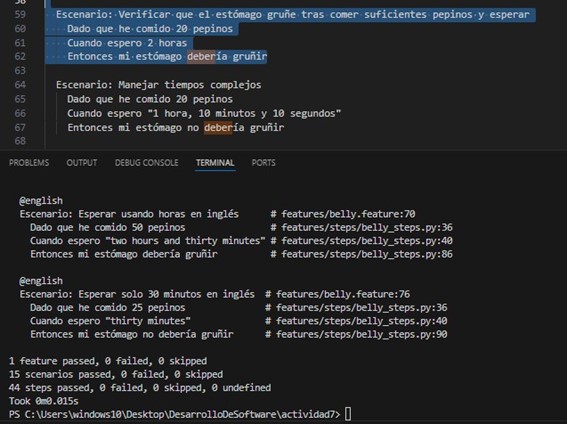 59 Escenario: Verificar que el estómago gruñe tras comer suficientes pepinos y esperar
60 Dado que he comido 20 pepinos
61 Cuando espero 2 horas
62 Entonces mi estómago debería gruñir
63
64 Escenario: Manejar tiempos complejos
65 Dado que he comido 20 pepinos
66 Cuando espero "1 hora, 10 minutos y 10 segundos"
67 Entonces mi estómago no debería gruñir
68
PROBLEMS OUTPUT DEBUG CONSOLE TERMINAL PORTS
@english
Escenario: Esperar usando horas en inglés # features/belly.feature:70
Dado que he comido 50 pepinos # features/steps/belly_steps.py:36
Cuando espero "two hours and thirty minutes" # features/steps/belly_steps.py:40
Entonces mi estómago debería gruñir # features/steps/belly_steps.py:86
@english
Escenario: Esperar solo 30 minutos en inglés # features/belly.feature:76
Dado que he comido 25 pepinos # features/steps/belly_steps.py:36
Cuando espero "thirty minutes" # features/steps/belly_steps.py:40
Entonces mi estómago no debería gruñir # features/steps/belly_steps.py:90
1 feature passed, 0 failed, 0 skipped
15 scenarios passed, 0 failed, 0 skipped
44 steps passed, 0 failed, 0 skipped, 0 undefined
Took 0m0.015s
PS C:\Users\windows10\Desktop\DesarrolloDeSoftware\actividad7>